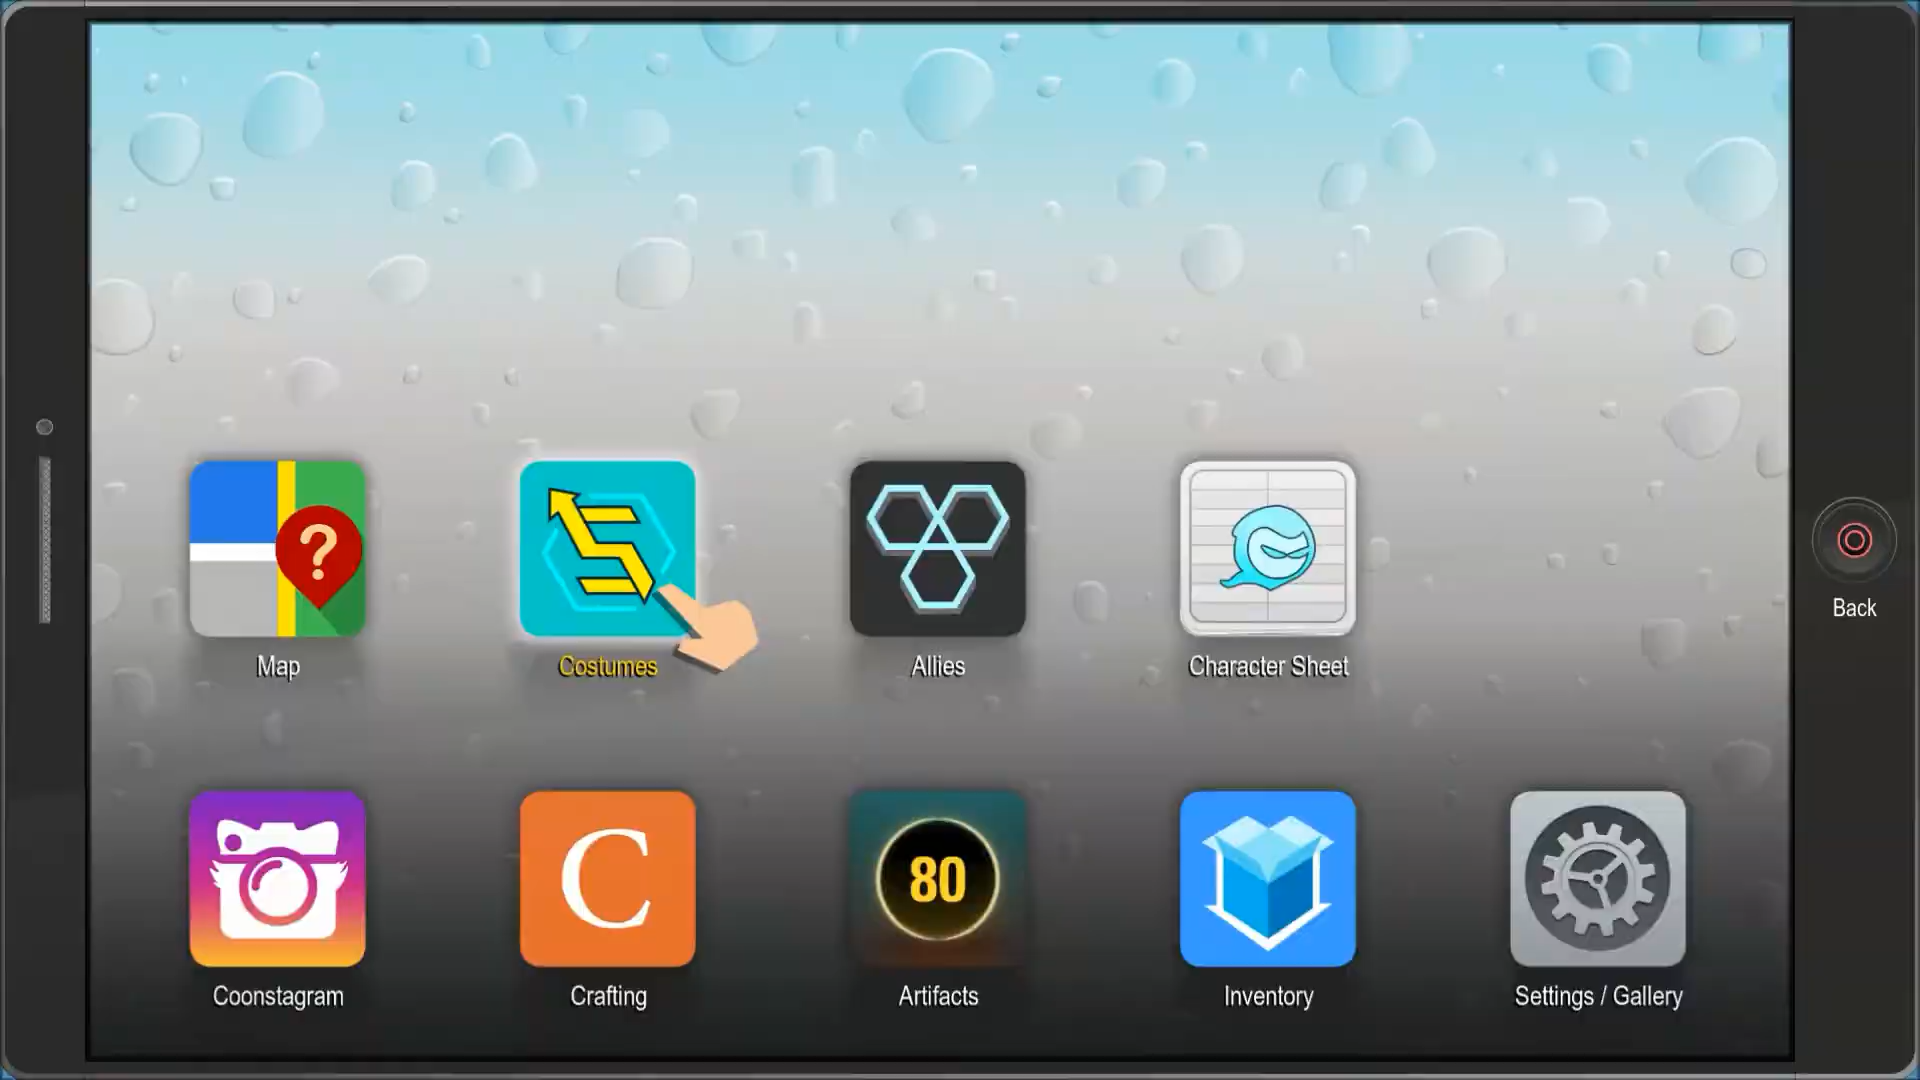 ?
Map
Costumes
Allies
Character Sheet
Back
C
80
Coonstagram
Crafting
Artifacts
Inventory
Settings / Gallery